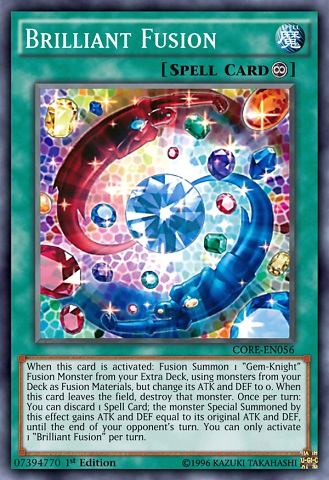 BRILLIANT FUSION
[SPELL CARD]
CORE-EN056
When this card is activated: Fusion Summon 1 "Gem-Knight"
Fusion Monster from your Extra Deck, using monsters from your
Deck as Fusion Materials, but change its ATK and DEF to 0. When
this card leaves the field, destroy that monster. Once per turn:
You can discard 1 Spell Card; the monster Special Summoned by
this effect gains ATK and DEF equal to its original ATK and DEF,
until the end of your opponent's turn. You can only activate
1 "Brilliant Fusion" per turn.
07394770 1st Edition ©1996 KAZUKI TAKAHASHI